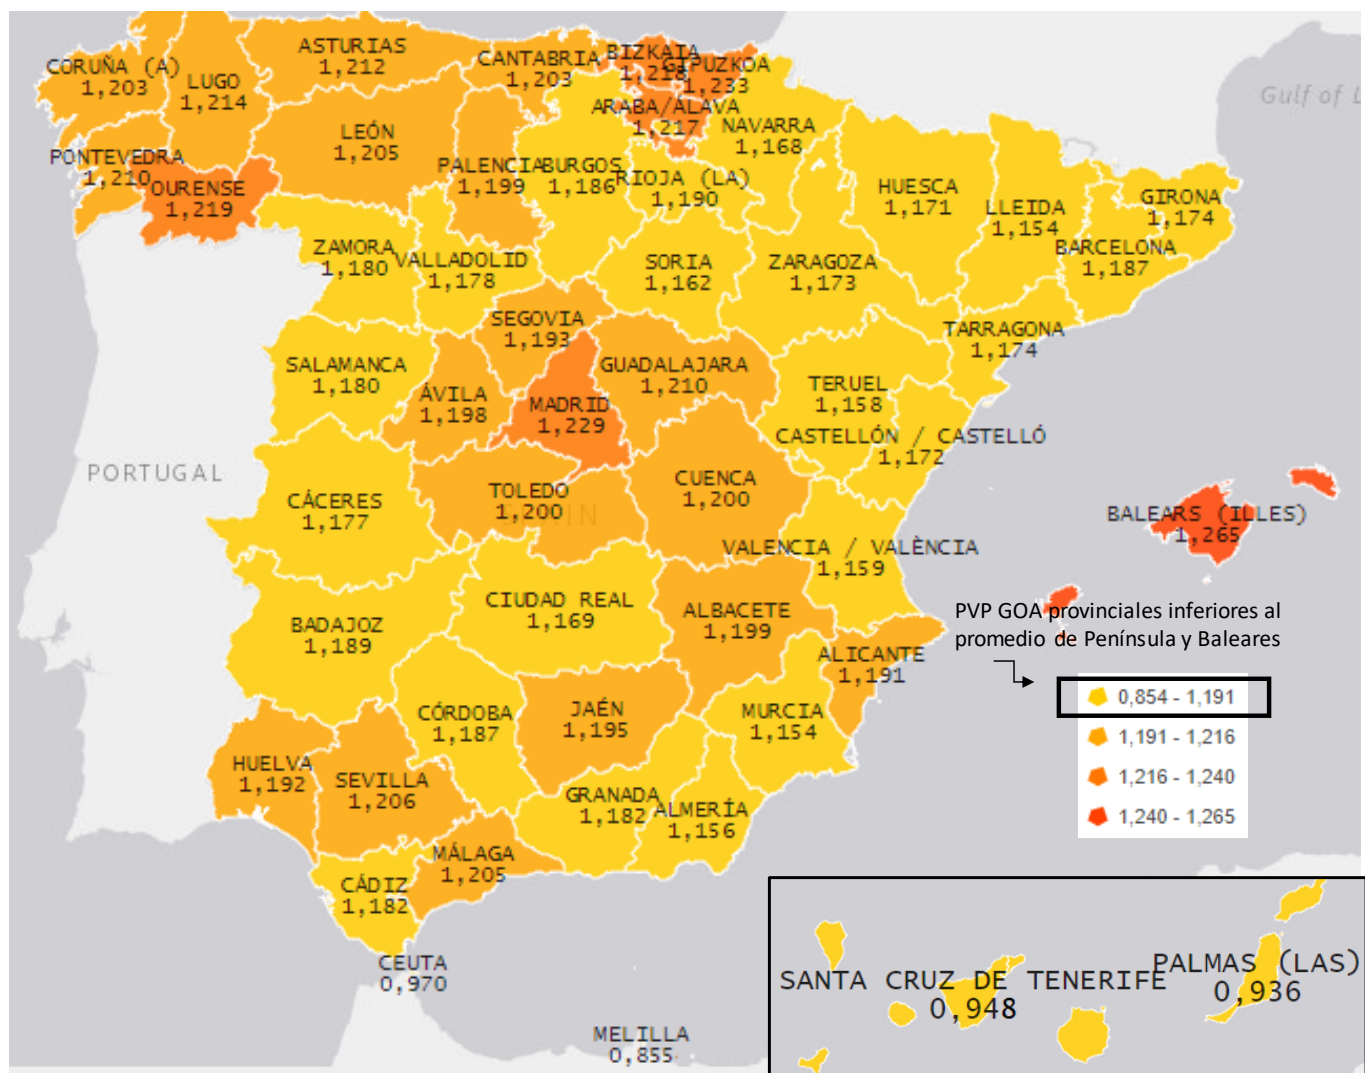 ASTURIAS
1,212
CANTABRIA
1,203
BIZKAIA
1,218
GIPUZKOA
1,233
CORUÑA (A)
1,203
LUGO
1,214
Gulf of L
ARABA/ÁLAVA
1,217
NAVARRA
1,168
LEÓN
1,205
PONTEVEDRA
1,210
OURENSE
1,219
PALENCIA
1,199
BURGOS
1,186
RIOJA (LA)
1,190
HUESCA
1,171
LLEIDA
1,154
GIRONA
1,174
BARCELONA
1,187
ZAMORA
1,180
VALLADOLID
1,178
SORIA
1,162
ZARAGOZA
1,173
SEGOVIA
1,193
TARRAGONA
1,174
SALAMANCA
1,180
ÁVILA
1,198
MADRID
1,229
GUADALAJARA
1,210
TERUEL
1,158
CASTELLÓN / CASTELLÓ
1,172
PORTUGAL
CÁCERES
1,177
TOLEDO
1,200
SPAIN
CUENCA
1,200
BALEARS (ILLES)
1,265
VALENCIA / VALÈNCIA
1,159
CIUDAD REAL
1,169
ALBACETE
1,199
BADAJOZ
1,189
ALICANTE
1,191
PVP GOA provinciales inferiores al
promedio de Península y Baleares
0,854 - 1,191
1,191 - 1,216
1,216 - 1,240
1,240 - 1,265
CÓRDOBA
1,187
JAÉN
1,195
MURCIA
1,154
HUELVA
1,192
SEVILLA
1,206
GRANADA
1,182
ALMERÍA
1,156
MÁLAGA
1,205
CÁDIZ
1,182
CEUTA
0,970
MELILLA
0,855
SANTA CRUZ DE TENERIFE
0,948
PALMAS (LAS)
0,936